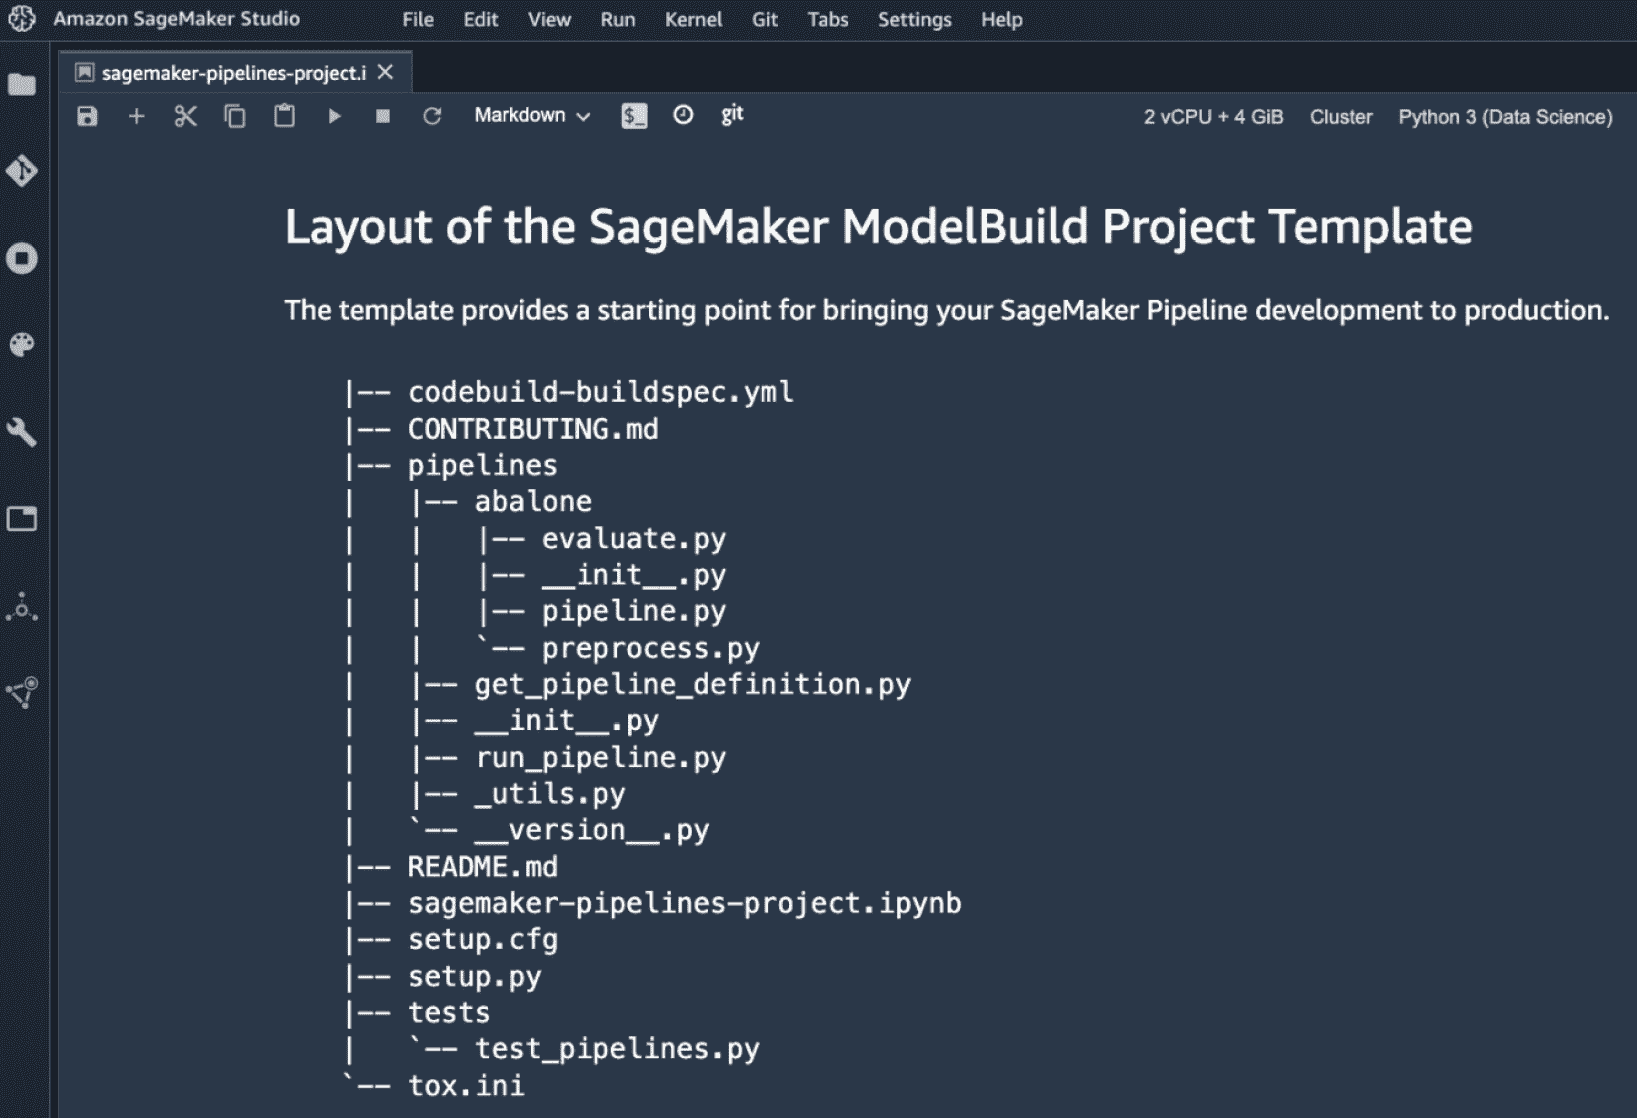 Amazon SageMaker Studio File Edit View Run Kernel Git Tabs Settings Help
sagemaker-pipelines-project.i
Markdown $_ git 2 vCPU + 4 GiB Cluster Python 3 (Data Science)
Layout of the SageMaker ModelBuild Project Template
The template provides a starting point for bringing your SageMaker Pipeline development to production.
|-- codebuild-buildspec.yml
|-- CONTRIBUTING.md
|-- pipelines
|   |-- abalone
|   |   |-- evaluate.py
|   |   |-- __init__.py
|   |   |-- pipeline.py
|   |   `-- preprocess.py
|   |-- get_pipeline_definition.py
|   |-- __init__.py
|   |-- run_pipeline.py
|   |-- _utils.py
|   `-- __version__.py
|-- README.md
|-- sagemaker-pipelines-project.ipynb
|-- setup.cfg
|-- setup.py
|-- tests
|   `-- test_pipelines.py
`-- tox.ini